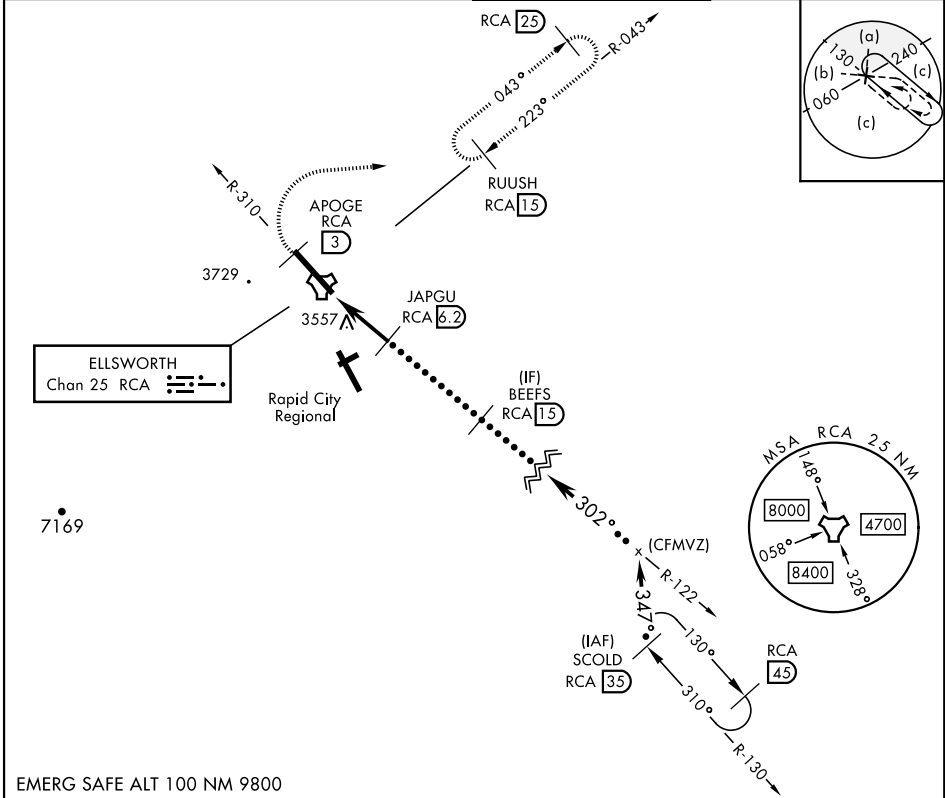 RCA 25
R-043
043°
223°
RUUSH
RCA 15
(a)
130
240
(b)
(c)
060
(c)
R-310
APOGE
RCA
3
3729
3557
JAPGU
RCA 6.2
ELLSWORTH
Chan 25 RCA
Rapid City
Regional
(IF)
BEEFS
RCA 15
7169
302°
(CFMVZ)
R-122
347°
130°
(IAF)
SCOLD
RCA 35
RCA
45
310°
R-130
MSA RCA 25 NM
148°
8000
4700
058°
8400
328°
EMERG SAFE ALT 100 NM 9800